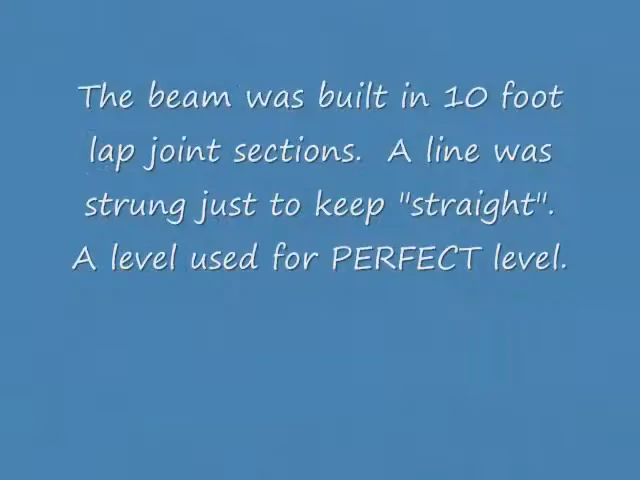 The beam was built in 10 foot
lap joint sections.  A line was
strung just to keep "straight".
A level used for PERFECT level.